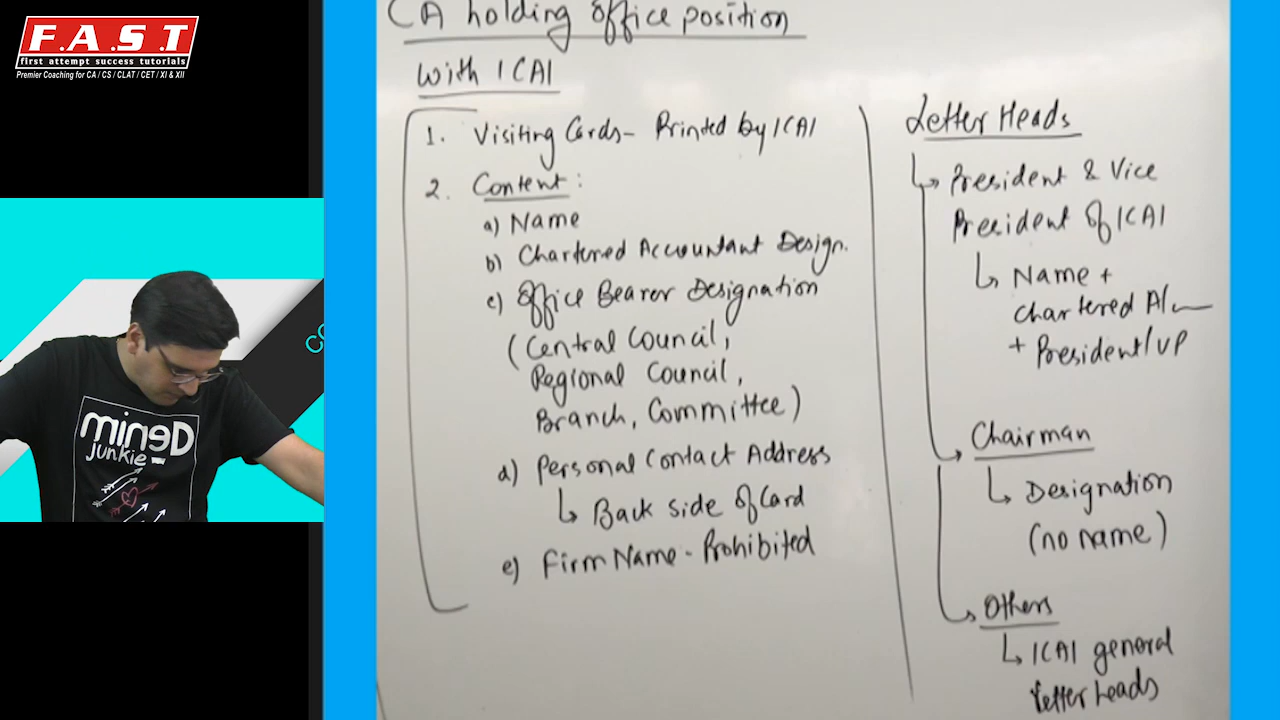 F.A.S.T
first attempt success tutorials
Premier Coaching for CA / CS / CLAT / CET / XI & XII
Denim
junkie
CA holding office position
with ICAI
1. Visiting Cards- Printed by ICAI
2. Content:
a) Name
b) Chartered Accountant Design.
c) Office Bearer Designation
(Central Council,
Regional Council,
Branch, Committee)
d) Personal Contact Address
↳ Back side of Card
e) Firm Name - Prohibited
Letter Heads
↳ President & Vice
President of ICAI
↳ Name +
Chartered A/c
+ President/VP
↳ Chairman
↳ Designation
(no name)
↳ Others
↳ ICAI general
letter heads